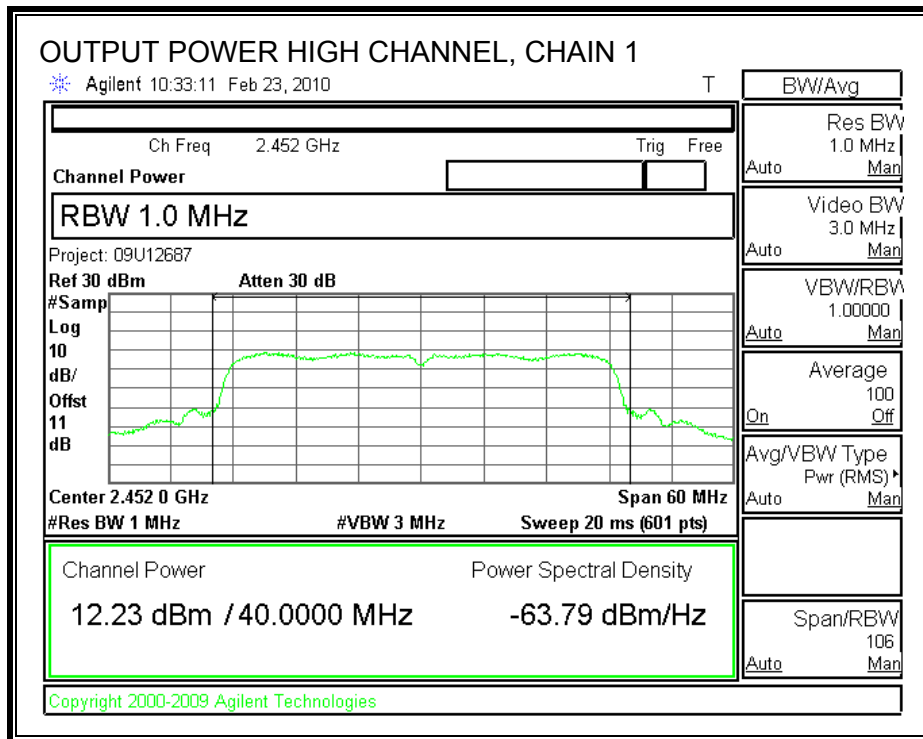 OUTPUT POWER HIGH CHANNEL, CHAIN 1
Agilent 10:33:11 Feb 23, 2010 T
Ch Freq 2.452 GHz Trig Free
Channel Power
RBW 1.0 MHz
Project: 09U12687
Ref 30 dBm Atten 30 dB
#Samp
Log
10
dB/
Offst
11
dB
Center 2.452 0 GHz Span 60 MHz
#Res BW 1 MHz #VBW 3 MHz Sweep 20 ms (601 pts)
Channel Power Power Spectral Density
12.23 dBm / 40.0000 MHz -63.79 dBm/Hz
Copyright 2000-2009 Agilent Technologies
BW/Avg
Res BW
1.0 MHz
Auto Man
Video BW
3.0 MHz
Auto Man
VBW/RBW
1.00000
Auto Man
Average
100
On Off
Avg/VBW Type
Pwr (RMS)
Auto Man
Span/RBW
106
Auto Man